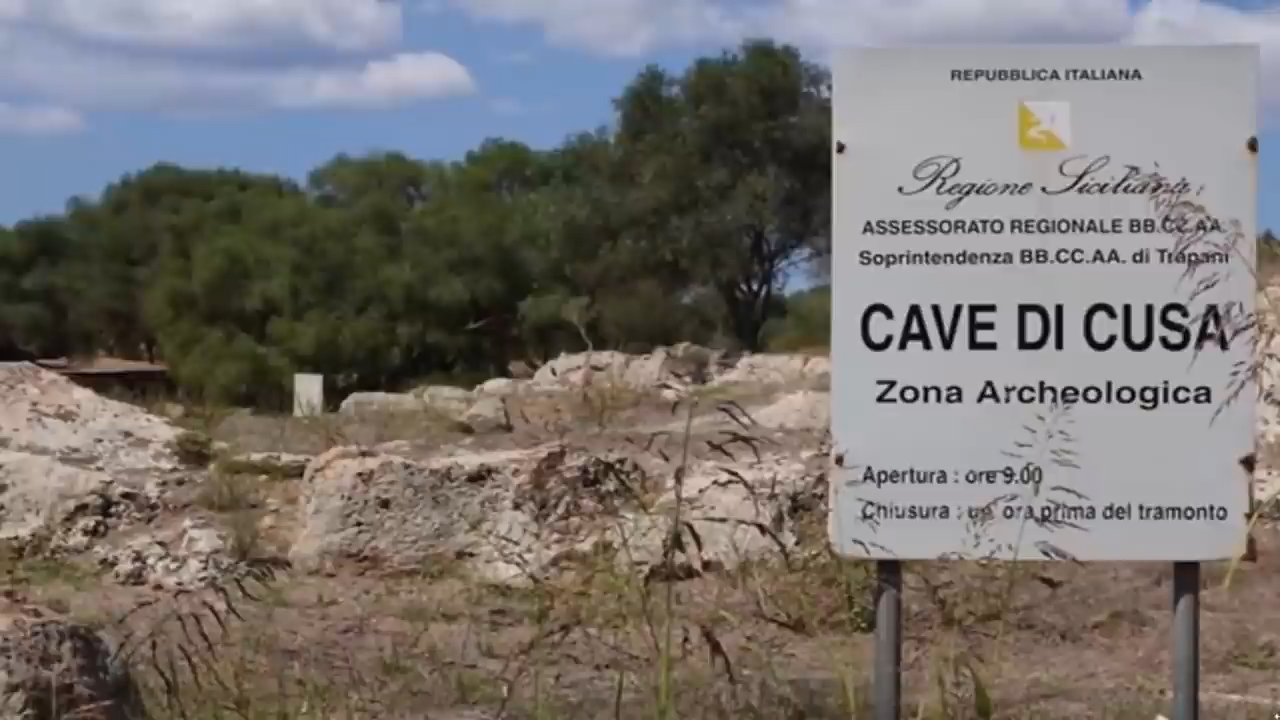 REPUBBLICA ITALIANA
Regione Siciliana
ASSESSORATO REGIONALE BB.CC.AA.
Soprintendenza BB.CC.AA. di Trapani
CAVE DI CUSA
Zona Archeologica
Apertura : ore 9.00
Chiusura : un' ora prima del tramonto